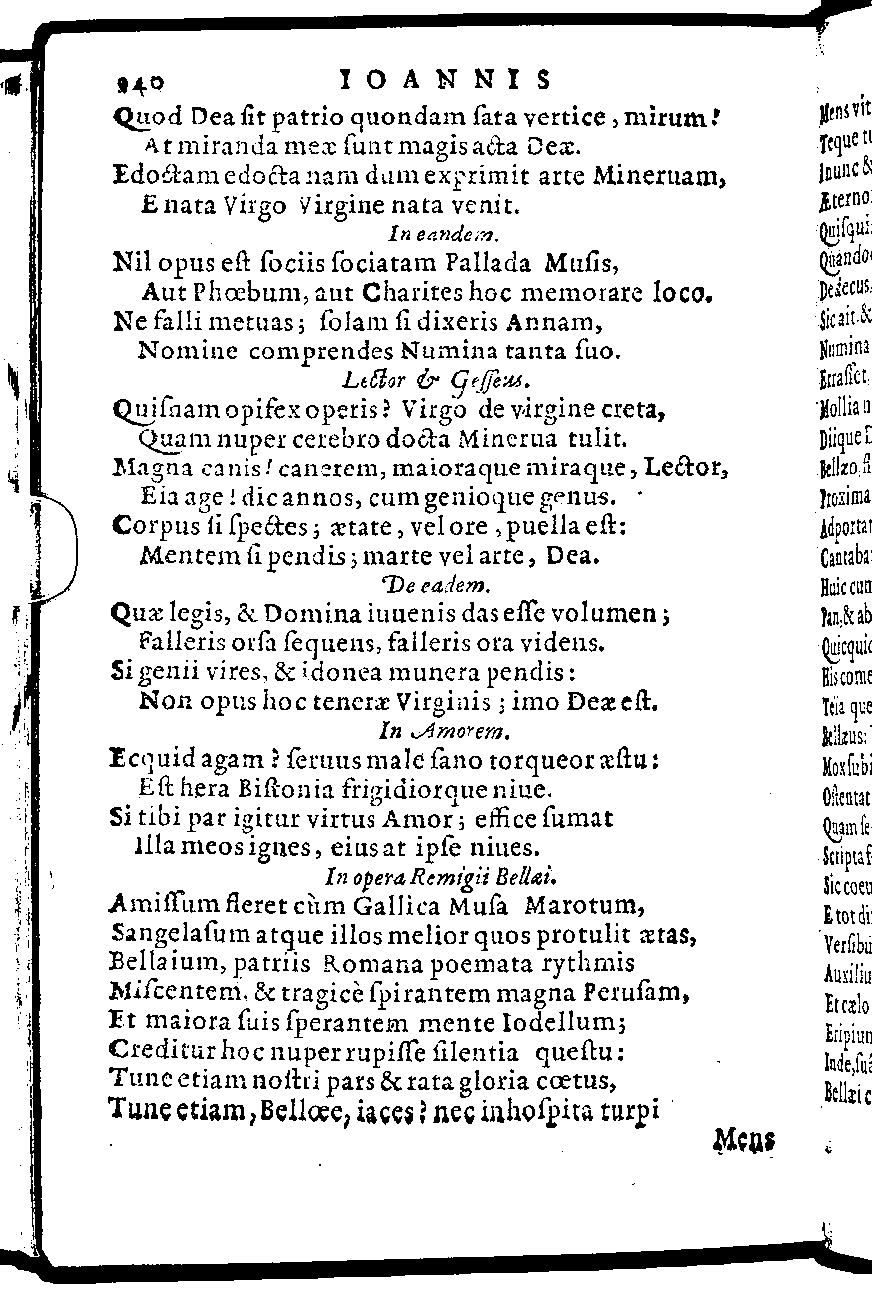 940 IOANNIS
Quod Dea ſit patrio quondam ſata vertice, mirum!
At miranda meæ ſunt magis acta Deæ.
Edoctam edocta nam dum exprimit arte Mineruam,
E nata Virgo Virgine nata venit.
In eandem.
Nil opus eſt ſociis ſociatam Pallada Muſis,
Aut Phœbum, aut Charites hoc memorare loco.
Ne falli metuas; ſolam ſi dixeris Annam,
Nomine comprendes Numina tanta ſuo.
Lector & Geſſeus.
Quiſnam opifex operis? Virgo de virgine creta,
Quam nuper cerebro docta Minerua tulit.
Magna canis! canerem, maioraque miraque, Lector,
Eia age! dic annos, cum genioque genus.
Corpus ſi ſpectes; ætate, vel ore, puella eſt:
Mentem ſi pendis; marte vel arte, Dea.
De eadem.
Quæ legis, & Domina iuuenis das eſſe volumen;
Falleris orſa ſequens, falleris ora videns.
Si genii vires, & idonea munera pendis:
Non opus hoc teneræ Virginis; imo Deæ eſt.
In Amorem.
Ecquid agam? ſeruus male ſano torqueor æſtu:
Eſt hera Biſtonia frigidiorque niue.
Si tibi par igitur virtus Amor; effice ſumat
Illa meos ignes, eius at ipſe niues.
In opera Remigii Bellæi.
Amiſſum fleret cùm Gallica Muſa Marotum,
Sangelaſum atque illos melior quos protulit ætas,
Bellaium, patriis Romana poemata rythmis
Miſcentem, & tragicè ſpirantem magna Peruſam,
Et maiora ſuis ſperantem mente Iodellum;
Creditur hoc nuper rupiſſe ſilentia queſtu:
Tune etiam noſtri pars & rata gloria cœtus,
Tune etiam, Bellœe, iaces? nec inhoſpita turpi
Mens
Mens vit
Teque tu
I nunc &
Æterno
Quiſqui
Quando
Dedecus
Sic ait, &
Numina
Erraſſet
Mollia n
Diique D
Bellæo, ſi
Proxima
Adportat
Cantaba
Huic cum
Pan, & ab
Quicquid
His come
Teia que
Mox ſubi
Oſtentat
Quam ſe
Scripta f
Sic coeu
E tot di
Verſibu
Auxiliu
Et cælo
Eripiun
Inde, ſuâ
Bellæi c